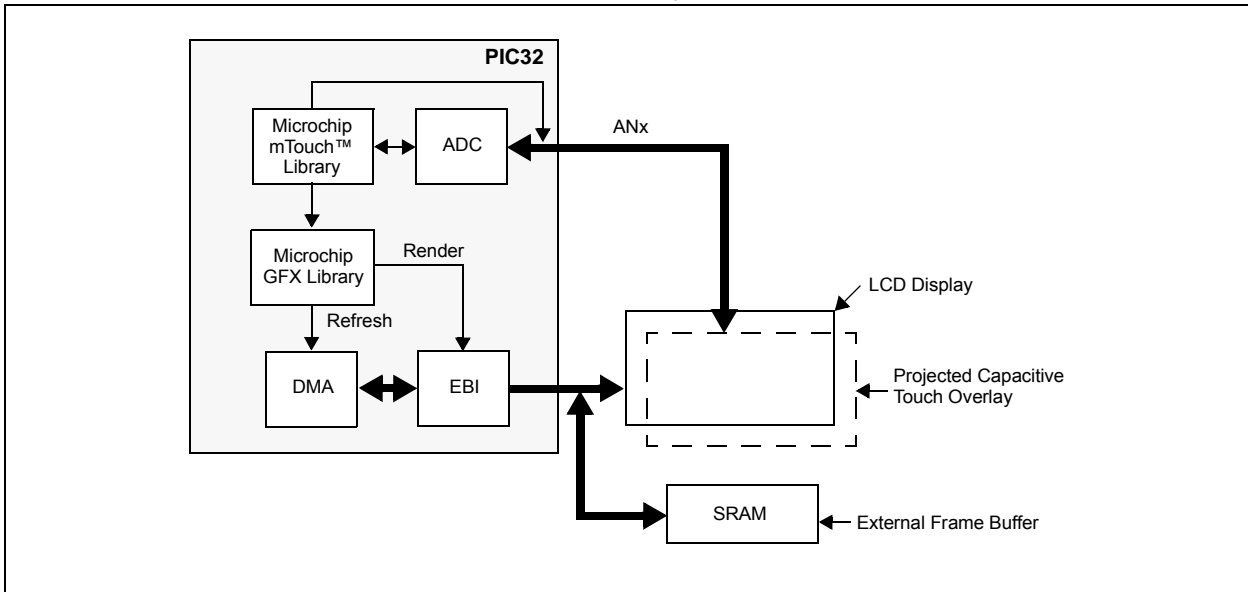 PIC32
Microchip
mTouch™
Library
ADC
ANx
Microchip
GFX Library
Render
Refresh
LCD Display
DMA
EBI
Projected Capacitive
Touch Overlay
SRAM
External Frame Buffer